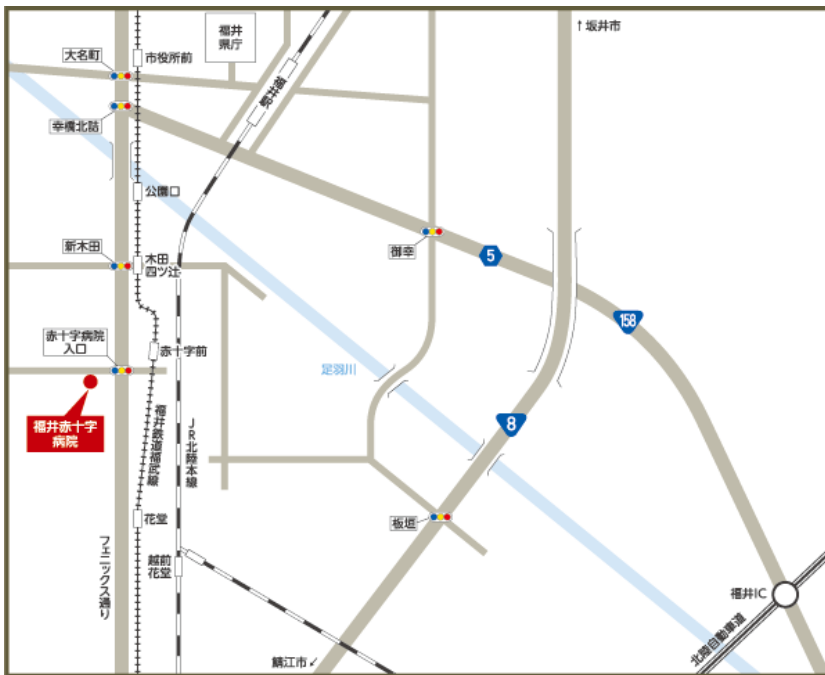 ↑坂井市
福井
県庁
大名町
市役所前
福井駅
幸橋北詰
公園口
新木田
木田
四ツ辻
御幸
5
158
赤十字病院
入口
赤十字前
足羽川
8
福井赤十字
病院
福井鉄道福武線
JR北陸本線
花堂
板垣
フェニックス通り
越前
花堂
福井IC
北陸自動車道
鯖江市↙